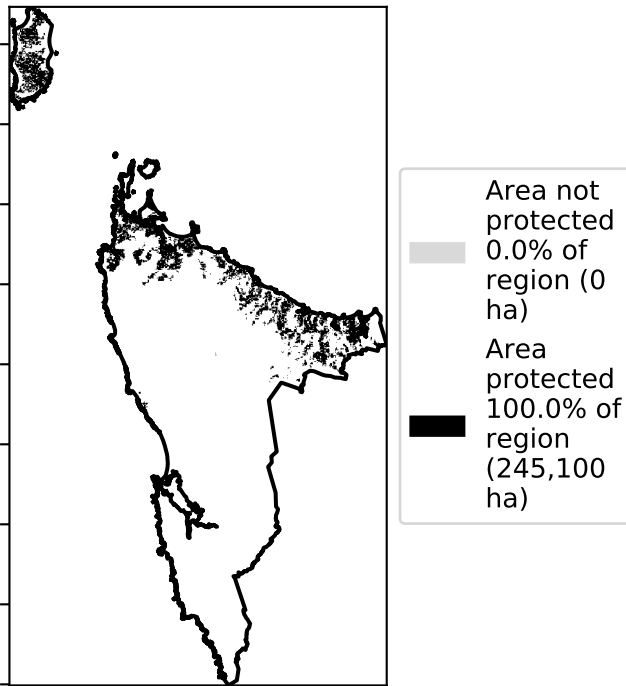 Area not
protected
0.0% of
region (0
ha)
Area
protected
100.0% of
region
(245,100
ha)